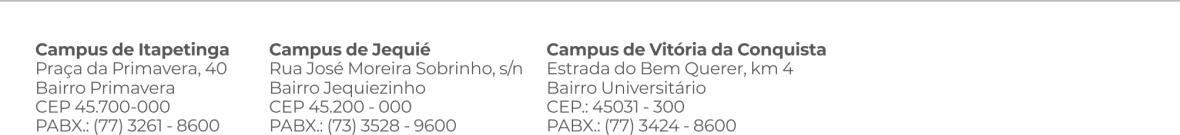 Campus de Itapetinga
Praça da Primavera, 40
Bairro Primavera
CEP 45.700-000
PABX.: (77) 3261 - 8600
Campus de Jequié
Rua José Moreira Sobrinho, s/n
Bairro Jequiezinho
CEP 45.200 - 000
PABX.: (73) 3528 - 9600
Campus de Vitória da Conquista
Estrada do Bem Querer, km 4
Bairro Universitário
CEP.: 45031 - 300
PABX.: (77) 3424 - 8600